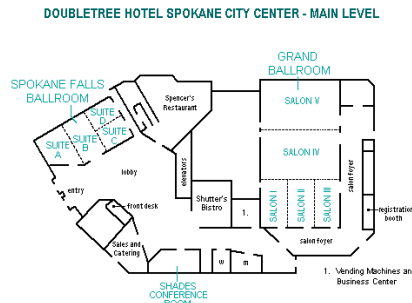 DOUBLETREE HOTEL SPOKANE CITY CENTER - MAIN LEVEL
GRAND
BALLROOM
SPOKANE FALLS
BALLROOM
Spencer's
Restaurant
SALON V
SUITE
D
SUITE
C
SUITE
B
SUITE
A
SALON IV
lobby
elevators
salon foyer
entry
Shutter's
Bistro
SALON I
SALON II
SALON III
front desk
1.
registration
booth
Sales and
Catering
salon foyer
w
m
SHADES
CONFERENCE
ROOM
1. Vending Machines and
Business Center